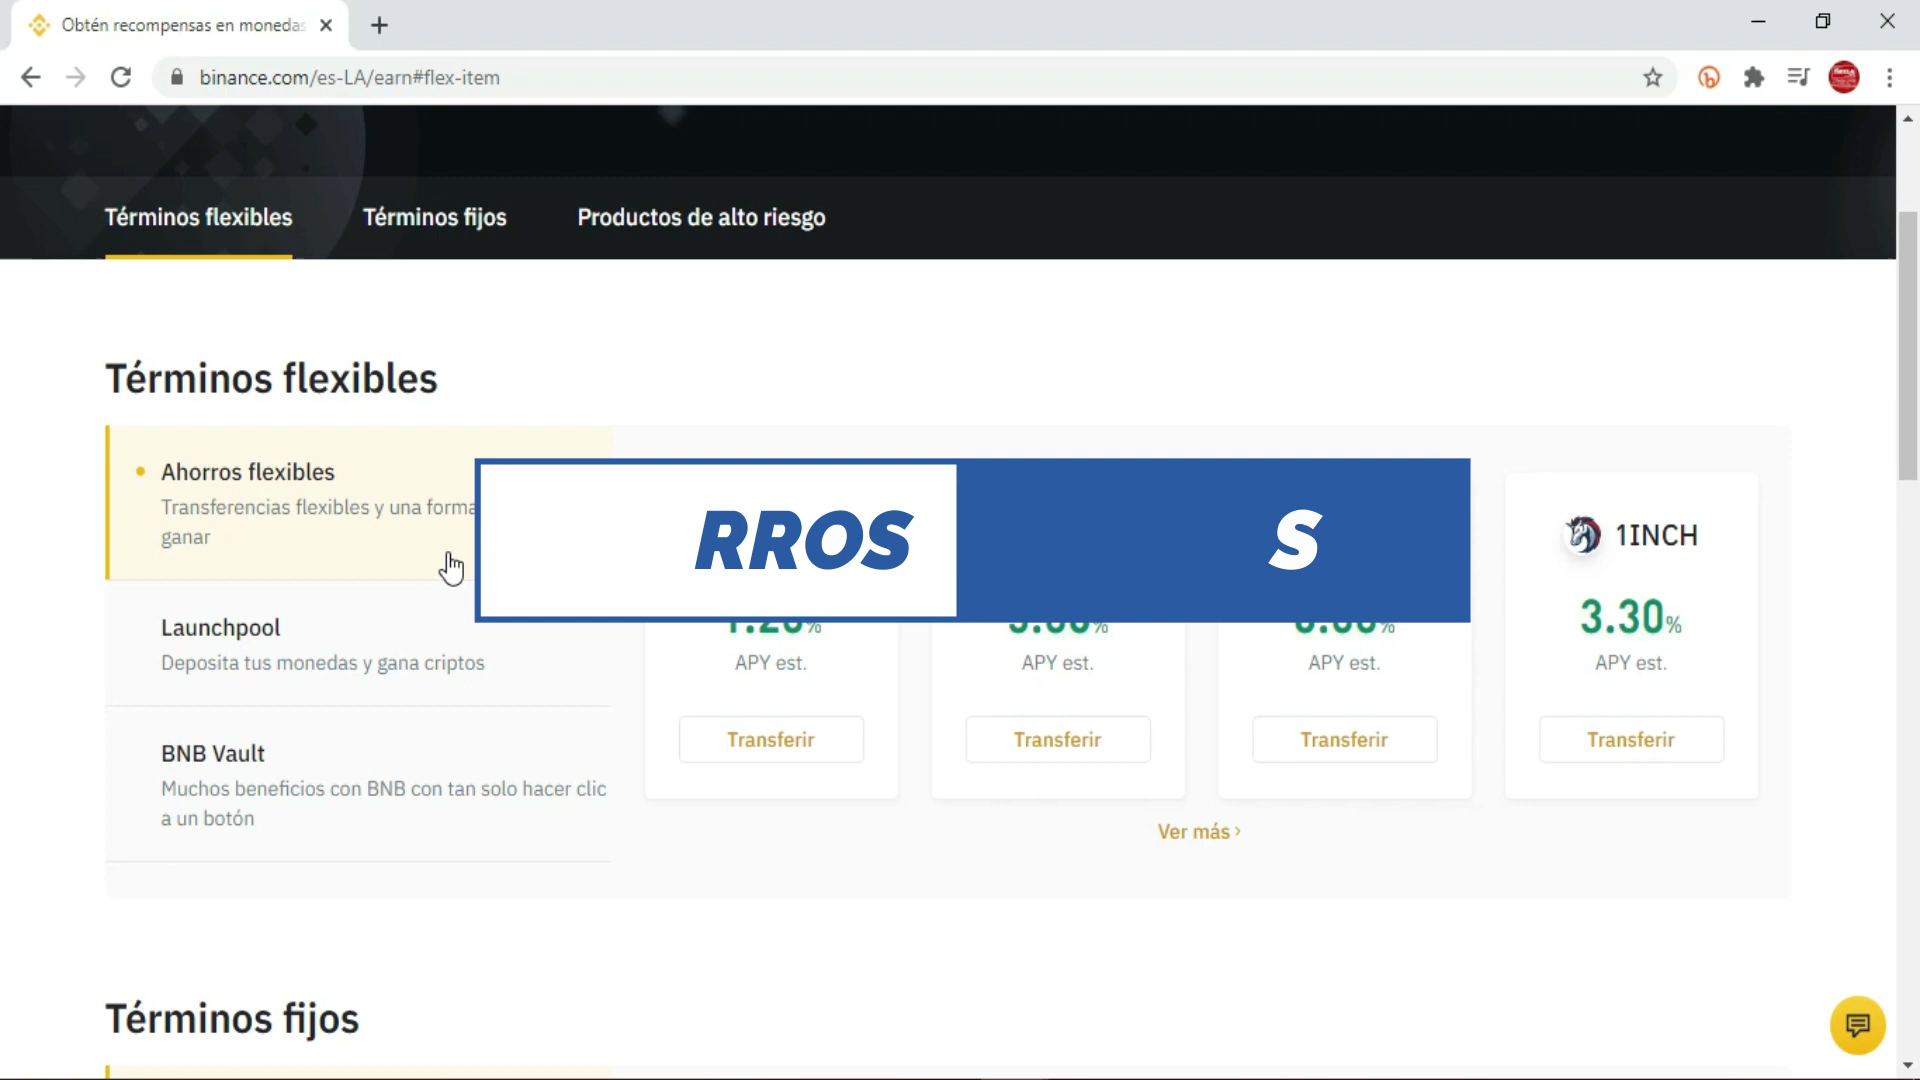 Obtén recompensas en monedas
binance.com/es-LA/earn#flex-item
Términos flexibles
Términos fijos
Productos de alto riesgo
Términos flexibles
Ahorros flexibles
Transferencias flexibles y una forma
ganar
Launchpool
Deposita tus monedas y gana criptos
BNB Vault
Muchos beneficios con BNB con tan solo hacer clic
a un botón
RROS
S
1INCH
3.30%
APY est.
APY est.
APY est.
APY est.
Transferir
Transferir
Transferir
Transferir
Ver más
Términos fijos